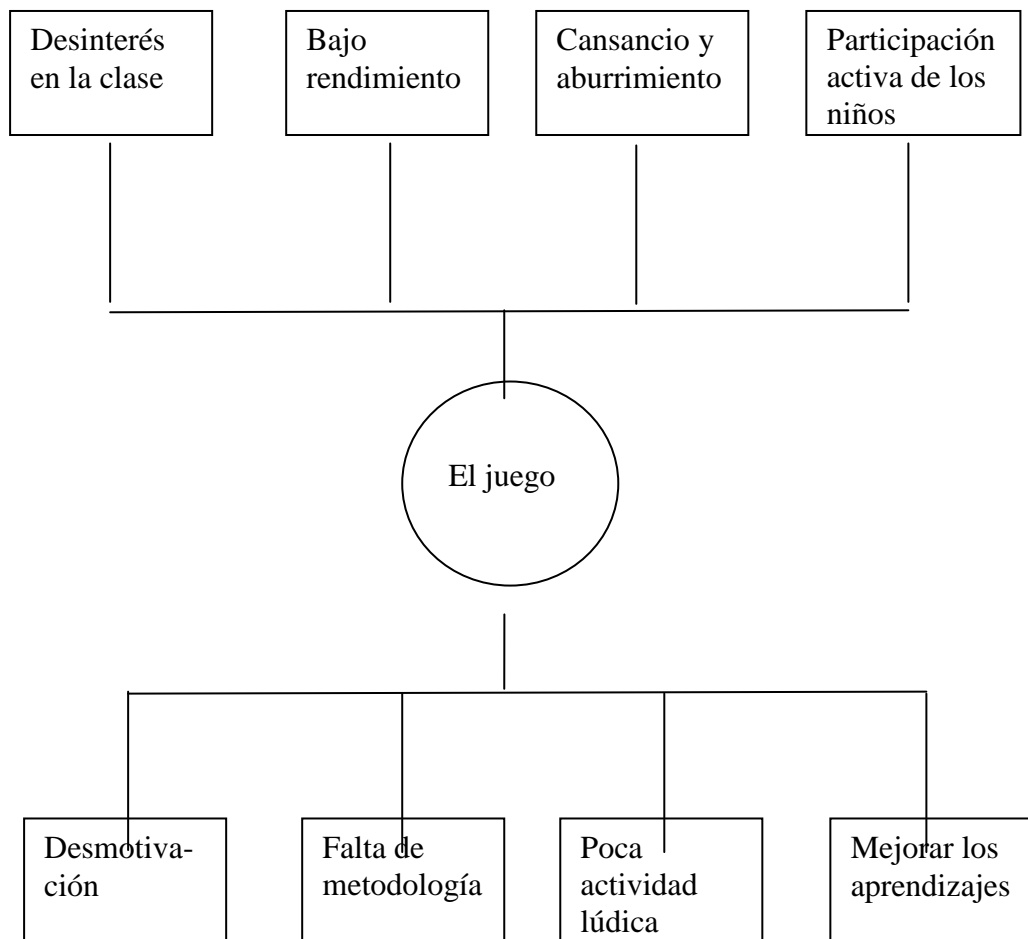 Desinterés
en la clase
Bajo
rendimiento
Cansancio y
aburrimiento
Participación
activa de los
niños
El juego
Desmotiva-
ción
Falta de
metodología
Poca
actividad
lúdica
Mejorar los
aprendizajes